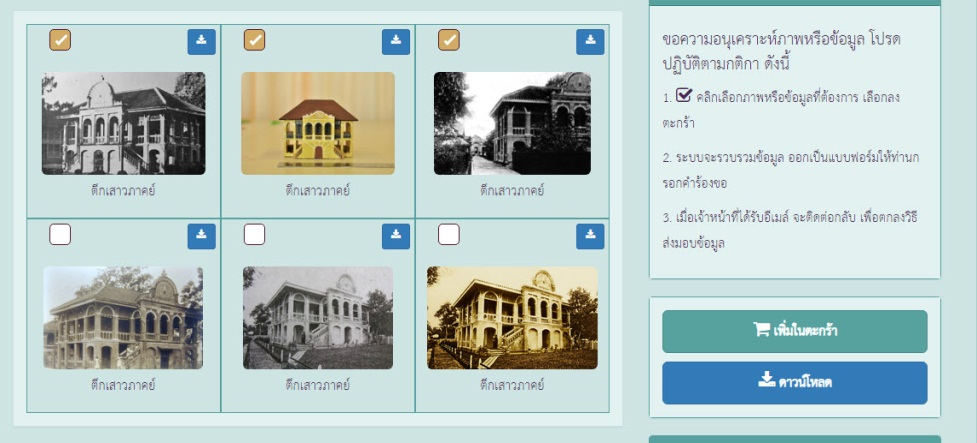 ตึกเสาวภาคย์
ตึกเสาวภาคย์
ตึกเสาวภาคย์
ตึกเสาวภาคย์
ตึกเสาวภาคย์
ตึกเสาวภาคย์
ขอความอนุเคราะห์ภาพหรือข้อมูล โปรด
ปฏิบัติตามกติกา ดังนี้
1. คลิกเลือกภาพหรือข้อมูลที่ต้องการ เลือกลง
ตะกร้า
2. ระบบจะรวบรวมข้อมูล ออกเป็นแบบฟอร์มให้ท่านก
รอกคำร้องขอ
3. เมื่อเจ้าหน้าที่ได้รับอีเมล์ จะติดต่อกลับ เพื่อตกลงวิธี
ส่งมอบข้อมูล
เพิ่มในตะกร้า
ดาวน์โหลด